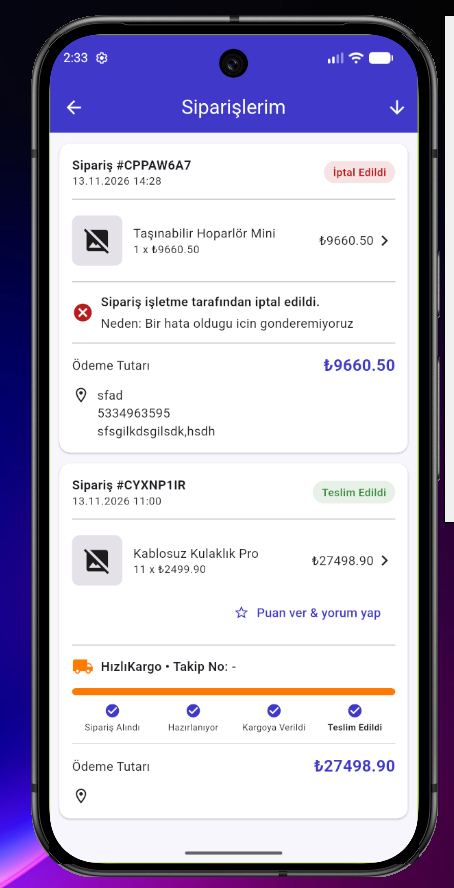 2:33
Siparişlerim
Sipariş #CPPAW6A7
13.11.2026 14:28
İptal Edildi
Taşınabilir Hoparlör Mini
1 x ₺9660.50
₺9660.50
Sipariş işletme tarafından iptal edildi.
Neden: Bir hata oldugu icin gonderemiyoruz
Ödeme Tutarı
₺9660.50
sfad
5334963595
sfsgilkdsgilsdk,hsdh
Sipariş #CYXNP1IR
13.11.2026 11:00
Teslim Edildi
Kablosuz Kulaklık Pro
11 x ₺2499.90
₺27498.90
Puan ver & yorum yap
HızlıKargo • Takip No: -
Sipariş Alındı
Hazırlanıyor
Kargoya Verildi
Teslim Edildi
Ödeme Tutarı
₺27498.90